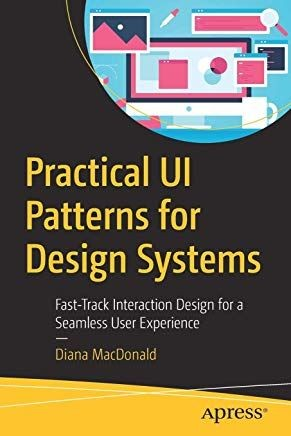 Practical UI
Patterns for
Design Systems
Fast-Track Interaction Design for a
Seamless User Experience
—
Diana MacDonald
Apress®